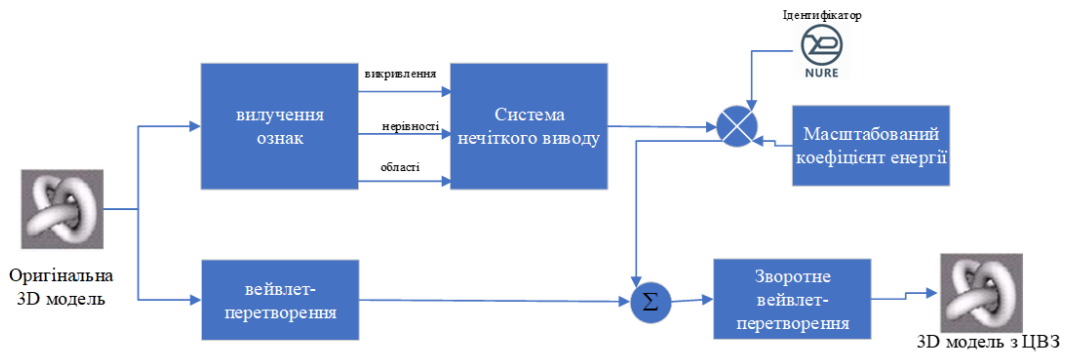 Ідентифікатор
NURE
викривлення
вилучення
ознак
нерівності
області
Система
нечіткого виводу
Масштабований
коефіцієнт енергії
Оригінальна
3D модель
вейвлет-
перетворення
Σ
Зворотне
вейвлет-
перетворення
3D модель з ЦВЗ